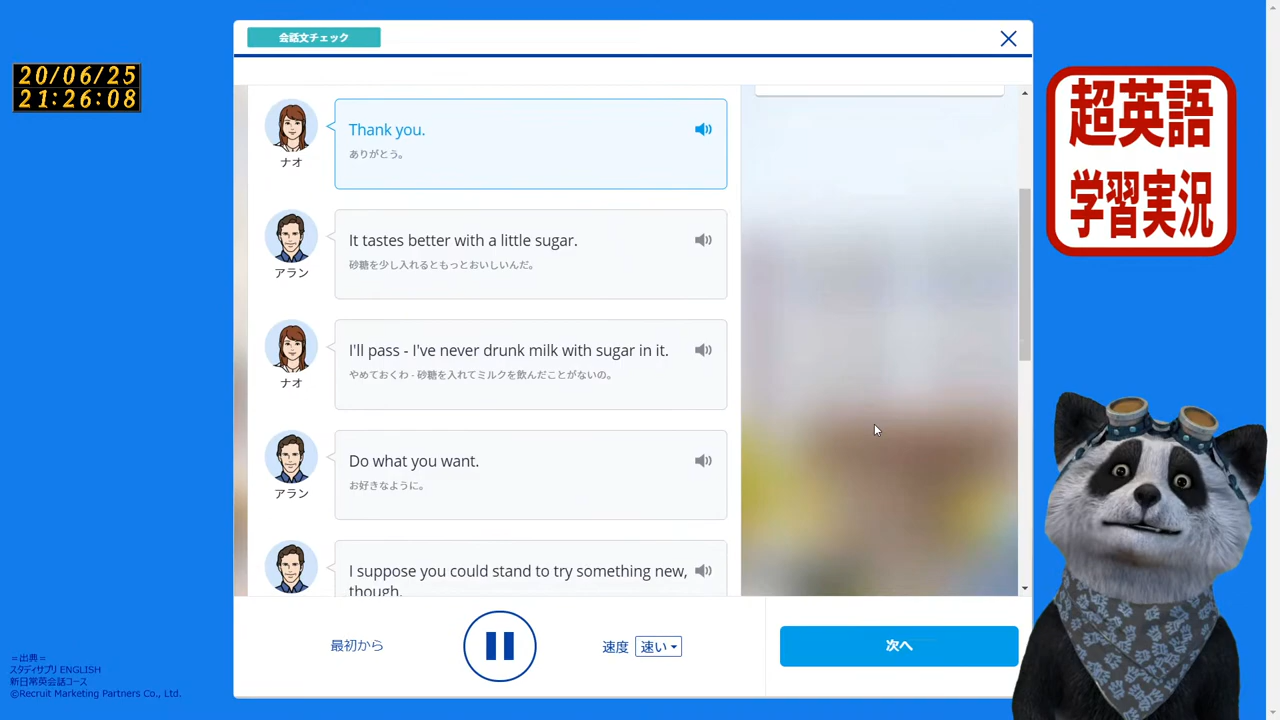 会話文チェック
20/06/25
21:26:08
超英語
学習実況
Thank you.
ありがとう。
ナオ
It tastes better with a little sugar.
砂糖を少し入れるともっとおいしいんだ。
アラン
I'll pass - I've never drunk milk with sugar in it.
やめておくわ - 砂糖を入れてミルクを飲んだことがないの。
ナオ
Do what you want.
お好きなように。
アラン
I suppose you could stand to try something new,
though.
最初から
速度
速い
次へ
＝出典＝
スタディサプリ ENGLISH
新日常英会話コース
©Recruit Marketing Partners Co., Ltd.